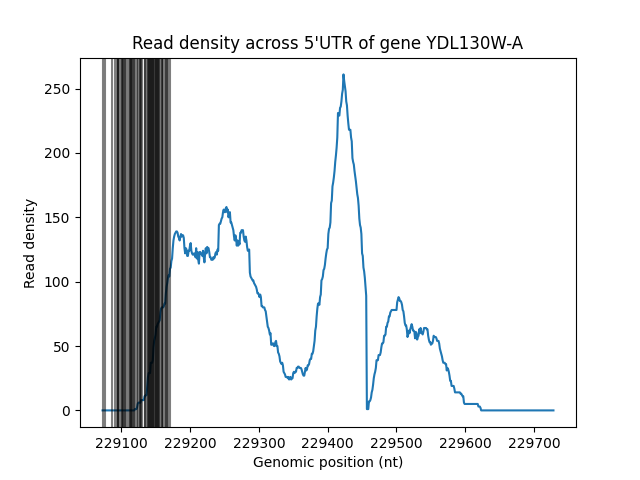 Read density across 5'UTR of gene YDL130W-A
Read density
250
200
150
100
50
0
229100 229200 229300 229400 229500 229600 229700
Genomic position (nt)